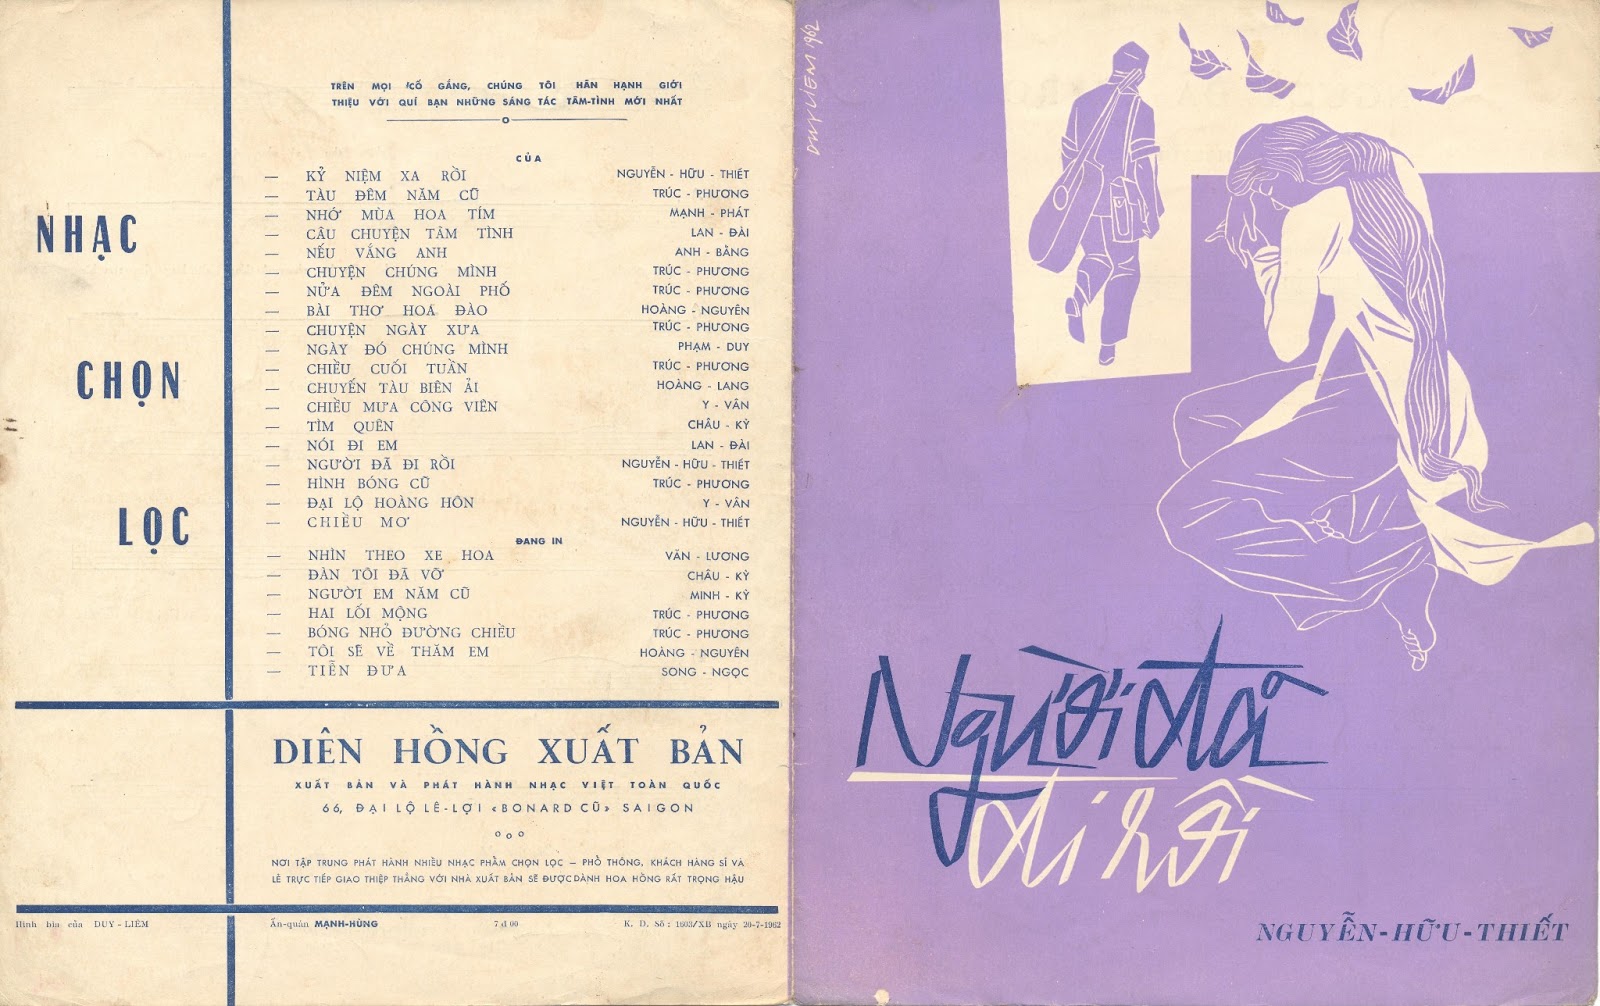 NHẠC
CHỌN
LỌC
TRÊN MỌI CỐ GẮNG, CHÚNG TÔI HÂN HẠNH GIỚI
THIỆU VỚI QUÍ BẠN NHỮNG SÁNG TÁC TÂM-TÌNH MỚI NHẤT
CỦA
— KỶ NIỆM XA RỒI NGUYỄN - HỮU - THIẾT
— TÀU ĐÊM NĂM CŨ TRÚC - PHƯƠNG
— NHỚ MÙA HOA TÍM MẠNH - PHÁT
— CÂU CHUYỆN TÂM TÌNH LAN - ĐÀI
— NẾU VẮNG ANH ANH - BẰNG
— CHUYỆN CHÚNG MÌNH TRÚC - PHƯƠNG
— NỬA ĐÊM NGOÀI PHỐ TRÚC - PHƯƠNG
— BÀI THƠ HOA ĐÀO HOÀNG - NGUYÊN
— CHUYỆN NGÀY XƯA TRÚC - PHƯƠNG
— NGÀY ĐÓ CHÚNG MÌNH PHẠM - DUY
— CHIỀU CUỐI TUẦN TRÚC - PHƯƠNG
— CHUYẾN TÀU BIÊN ẢI HOÀNG - LANG
— CHIỀU MƯA CÔNG VIÊN Y - VÂN
— TÌM QUÊN CHÂU - KỲ
— NÓI ĐI EM LAN - ĐÀI
— NGƯỜI ĐÃ ĐI RỒI NGUYỄN - HỮU - THIẾT
— HÌNH BÓNG CŨ TRÚC - PHƯƠNG
— ĐẠI LỘ HOÀNG HÔN Y - VÂN
— CHIỀU MƠ NGUYỄN - HỮU - THIẾT
ĐANG IN
— NHÌN THEO XE HOA VĂN - LƯƠNG
— ĐÀN TÔI ĐÃ VỠ CHÂU - KỲ
— NGƯỜI EM NĂM CŨ MINH - KỲ
— HAI LỐI MỘNG TRÚC - PHƯƠNG
— BÓNG NHỎ ĐƯỜNG CHIỀU TRÚC - PHƯƠNG
— TÔI SẼ VỀ THĂM EM HOÀNG - NGUYÊN
— TIỄN ĐƯA SONG - NGỌC
DIÊN HỒNG XUẤT BẢN
XUẤT BẢN VÀ PHÁT HÀNH NHẠC VIỆT TOÀN QUỐC
66, ĐẠI LỘ LÊ-LỢI «BONARD CŨ» SAIGON
NƠI TẬP TRUNG PHÁT HÀNH NHIỀU NHẠC PHẨM CHỌN LỌC – PHỔ THÔNG, KHÁCH HÀNG SỈ VÀ
LẺ TRỰC TIẾP GIAO THIỆP THẲNG VỚI NHÀ XUẤT BẢN SẼ ĐƯỢC DÀNH HOA HỒNG RẤT TRỌNG HẬU
Hình bìa của DUY - LIÊM Ấn-quán MẠNH-HÙNG 7 đ 00 K. D. Số : 1603/XB ngày 20-7-1962
DUYLIEM 1962
Người đã
đi rồi
NGUYỄN-HỮU-THIẾT